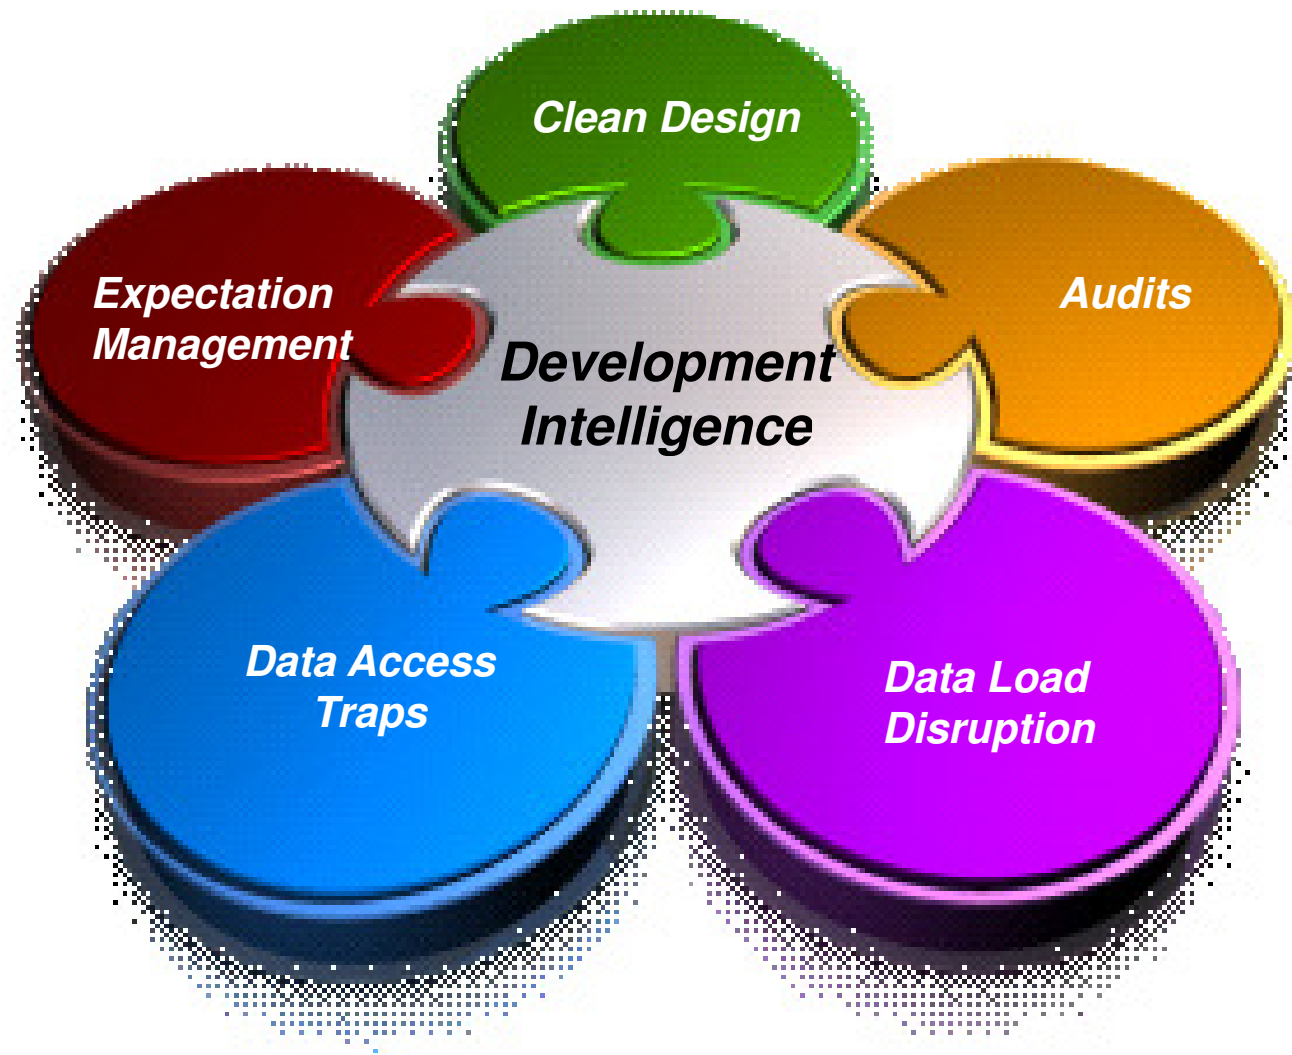 Clean Design
Expectation
Management
Audits
Development
Intelligence
Data Access
Traps
Data Load
Disruption